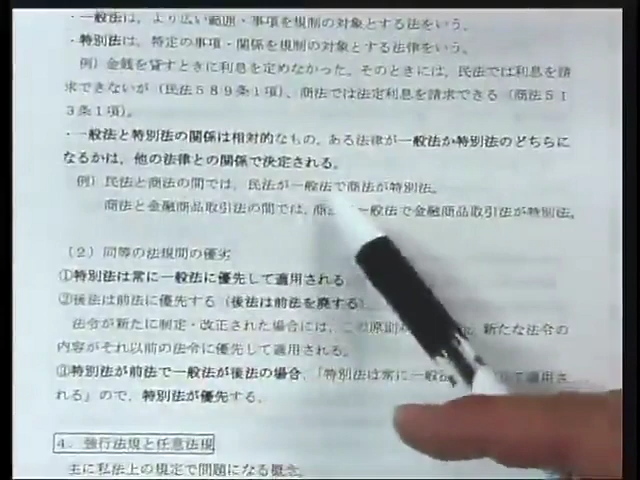 ・一般法は、より広い範囲・事項を規制の対象とする法をいう。
・特別法は、特定の事項・関係を規制の対象とする法律をいう。
例）金銭を貸すときに利息を定めなかった。そのときには、民法では利息を請
求できないが（民法５８９条１項）、商法では法定利息を請求できる（商法５１
３条１項）。
・一般法と特別法の関係は相対的なもの。ある法律が一般法か特別法のどちらに
なるかは、他の法律との関係で決定される。
例）民法と商法の間では、民法が一般法で商法が特別法。
商法と金融商品取引法の間では、商 一般法で金融商品取引法が特別法。
（２）同等の法規間の優劣
①特別法は常に一般法に優先して適用される
②後法は前法に優先する（後法は前法を廃する）
法令が新たに制定・改正された場合には、この原則 新たな法令の
内容がそれ以前の法令に優先して適用される。
③特別法が前法で一般法が後法の場合、「特別法は常に一般 て適用さ
れる」ので、特別法が優先する。
４．強行法規と任意法規
主に私法上の規定で問題になる概念。